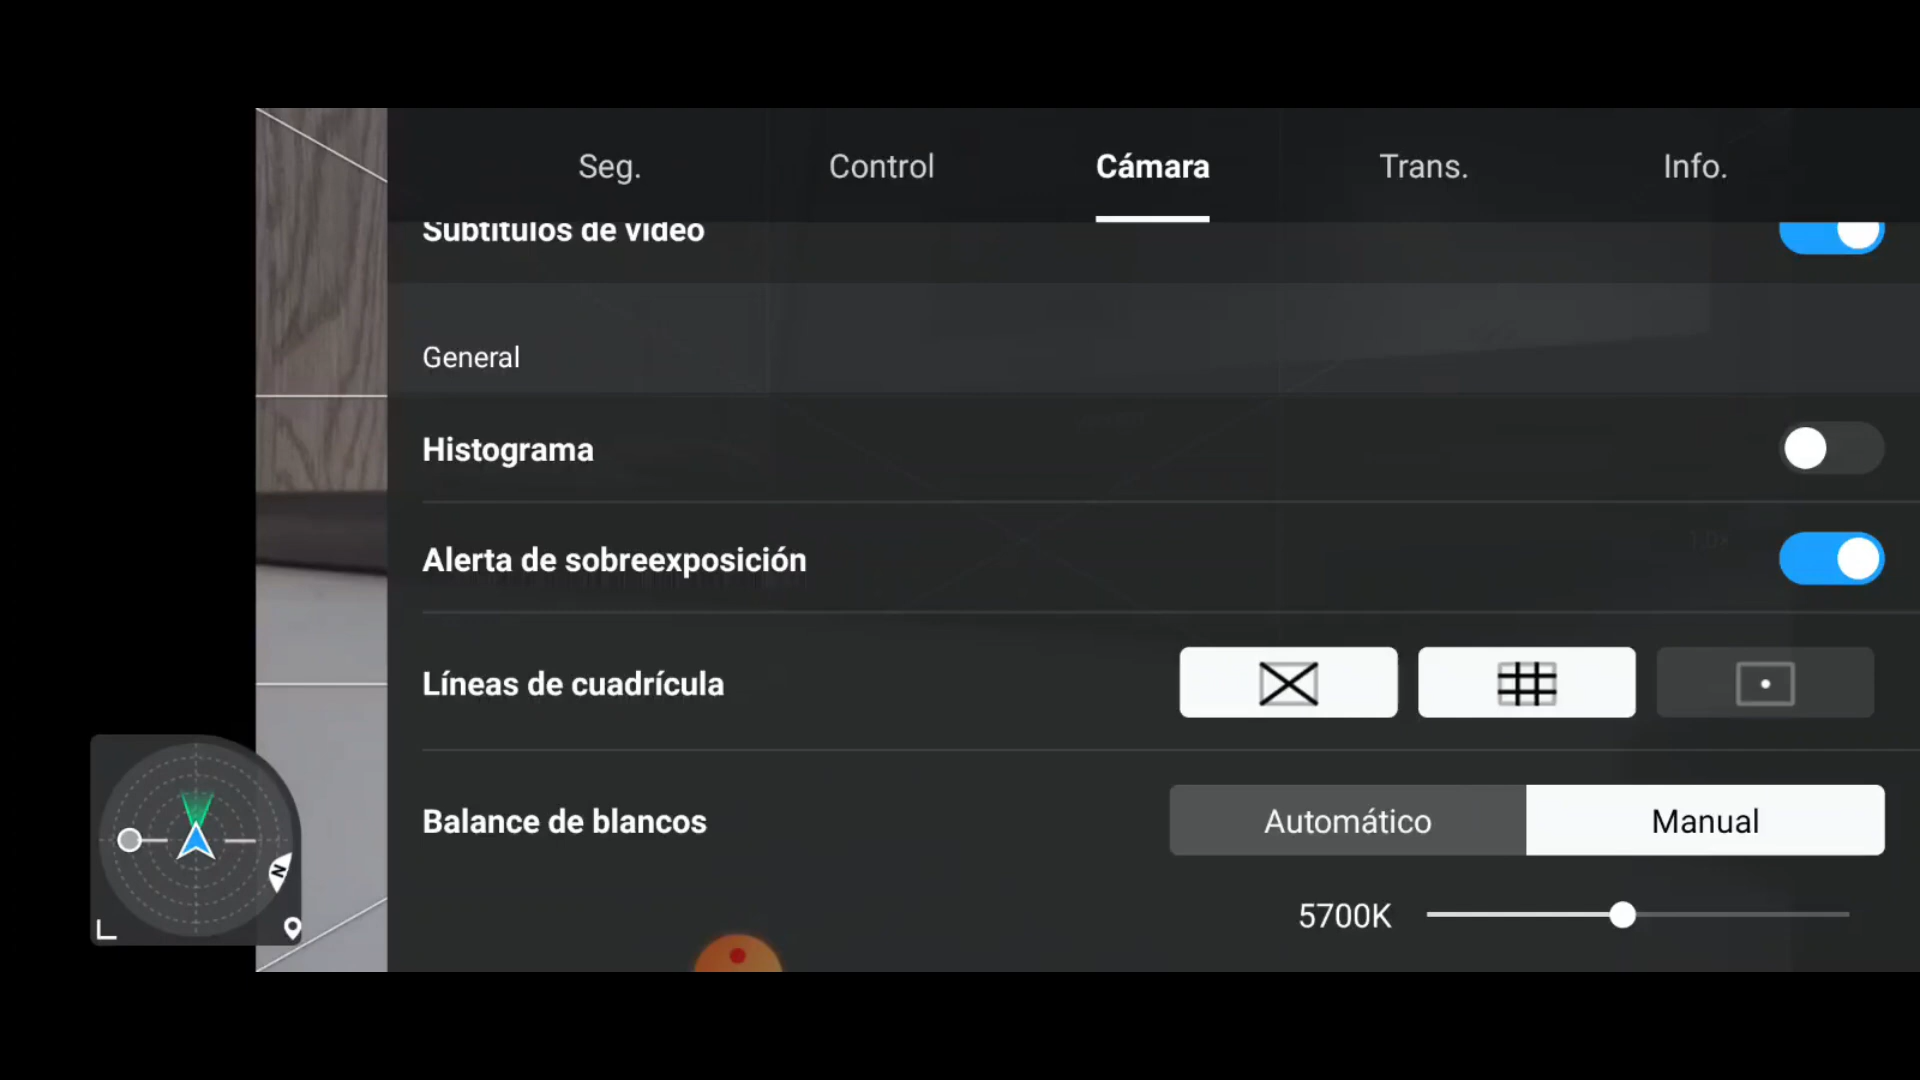 Seg. Control Cámara Trans. Info.
Subtítulos de vídeo
General
Histograma
Alerta de sobreexposición
Líneas de cuadrícula
Balance de blancos Automático Manual
5700K
N